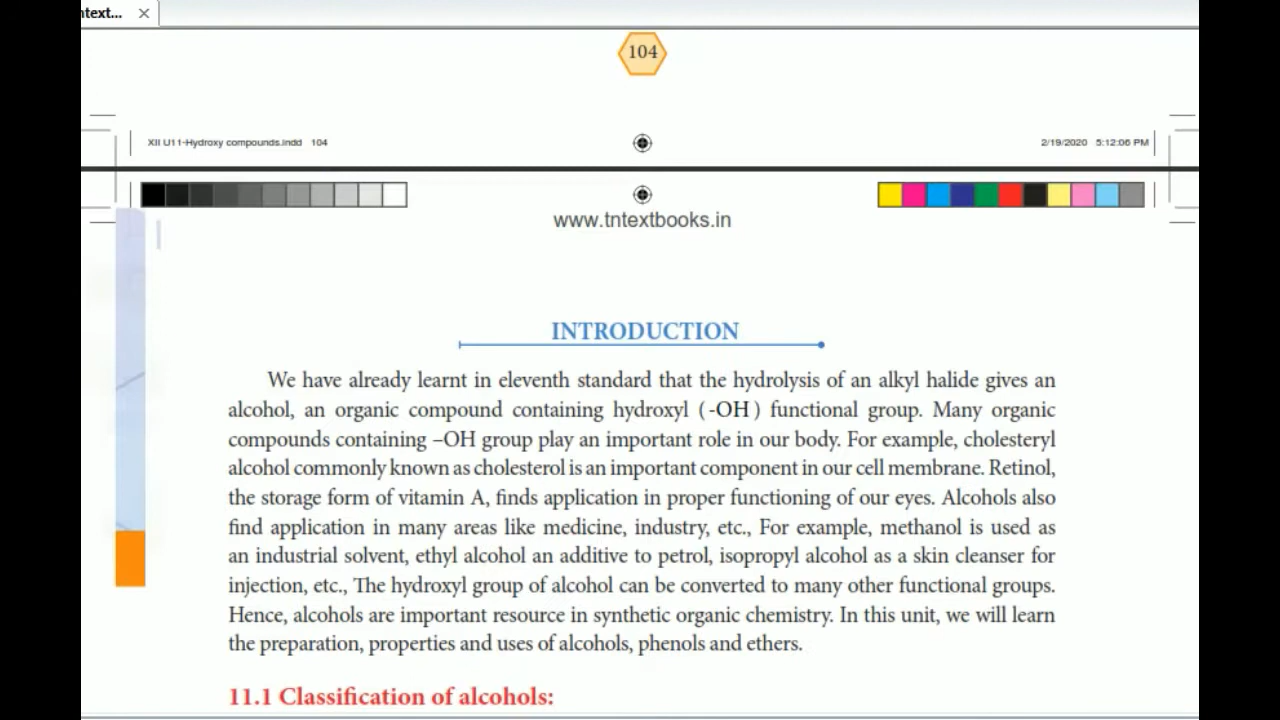 ntext...
104
XII U11-Hydroxy compounds.indd 104
2/19/2020 5:12:06 PM
www.tntextbooks.in
INTRODUCTION
We have already learnt in eleventh standard that the hydrolysis of an alkyl halide gives an
alcohol, an organic compound containing hydroxyl (-OH) functional group. Many organic
compounds containing –OH group play an important role in our body. For example, cholesteryl
alcohol commonly known as cholesterol is an important component in our cell membrane. Retinol,
the storage form of vitamin A, finds application in proper functioning of our eyes. Alcohols also
find application in many areas like medicine, industry, etc., For example, methanol is used as
an industrial solvent, ethyl alcohol an additive to petrol, isopropyl alcohol as a skin cleanser for
injection, etc., The hydroxyl group of alcohol can be converted to many other functional groups.
Hence, alcohols are important resource in synthetic organic chemistry. In this unit, we will learn
the preparation, properties and uses of alcohols, phenols and ethers.
11.1 Classification of alcohols: